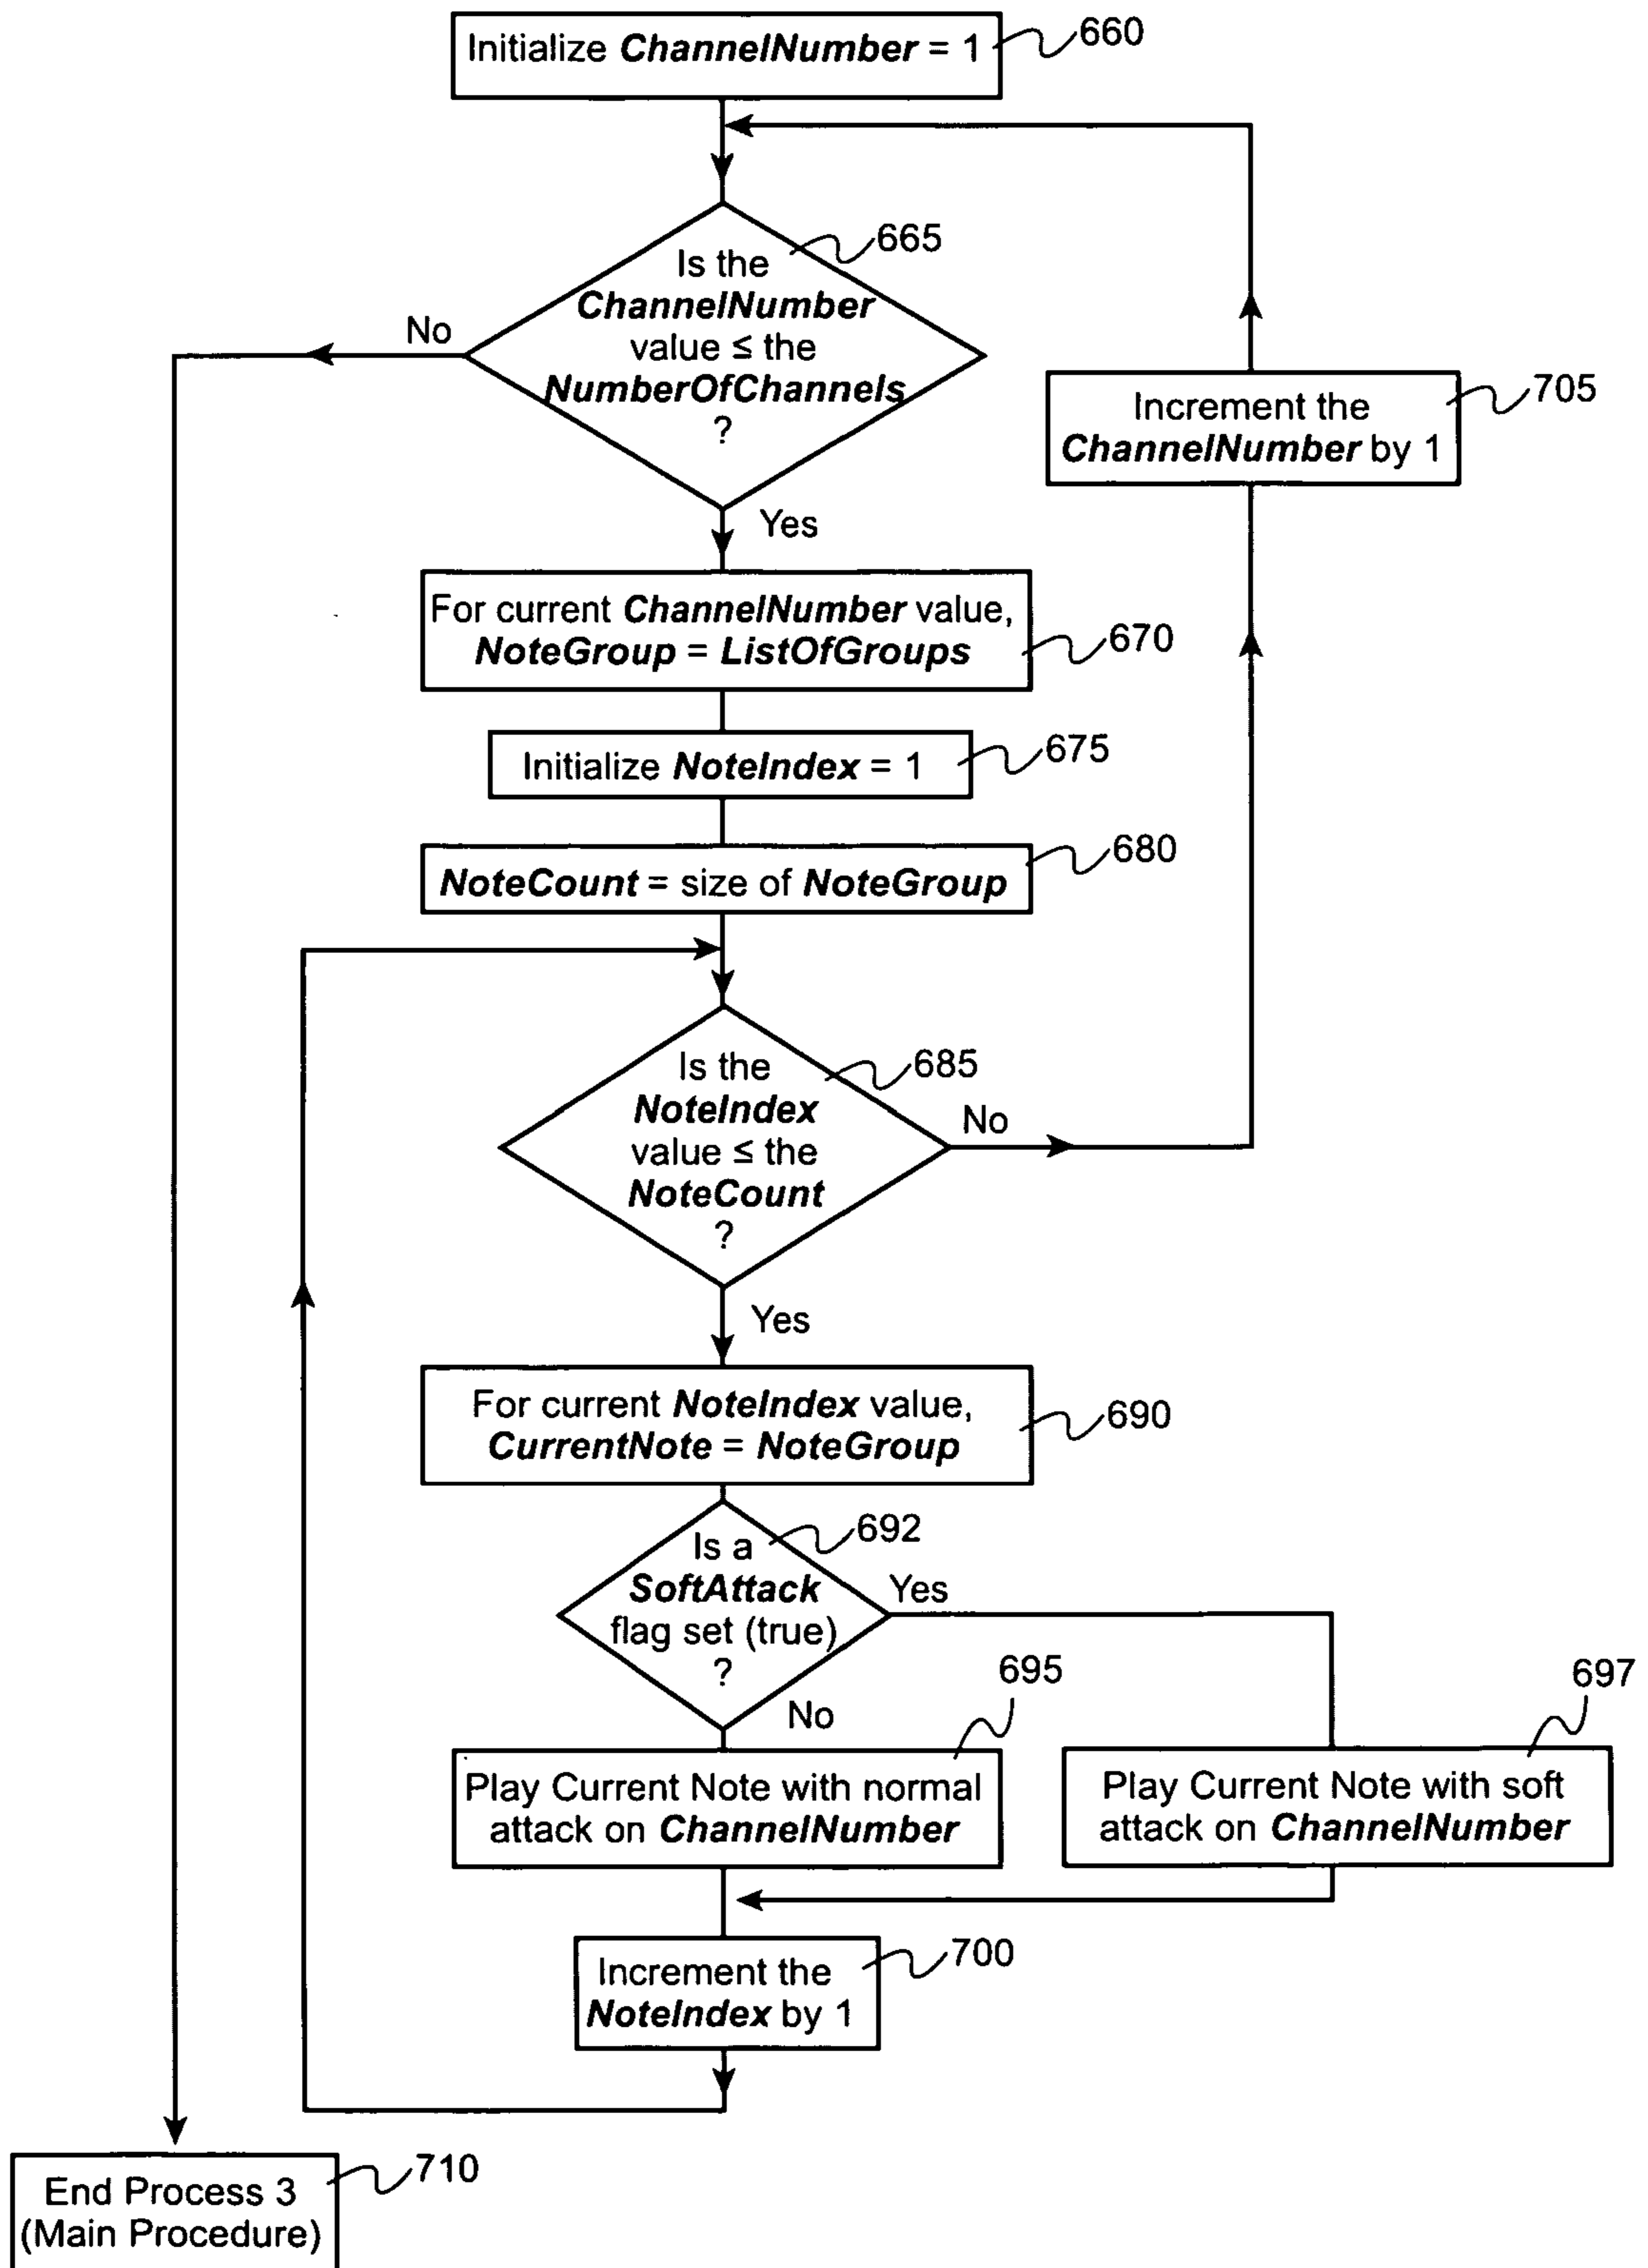 Initialize ChannelNumber = 1
660
665
Is the
ChannelNumber
value ≤ the
NumberOfChannels
?
No
Yes
Increment the
ChannelNumber by 1
705
For current ChannelNumber value,
NoteGroup = ListOfGroups
670
Initialize NoteIndex = 1
675
NoteCount = size of NoteGroup
680
685
Is the
NoteIndex
value ≤ the
NoteCount
?
No
Yes
For current NoteIndex value,
CurrentNote = NoteGroup
690
692
Is a
SoftAttack
flag set (true)
?
Yes
No
695
697
Play Current Note with normal
attack on ChannelNumber
Play Current Note with soft
attack on ChannelNumber
Increment the
NoteIndex by 1
700
End Process 3
(Main Procedure)
710